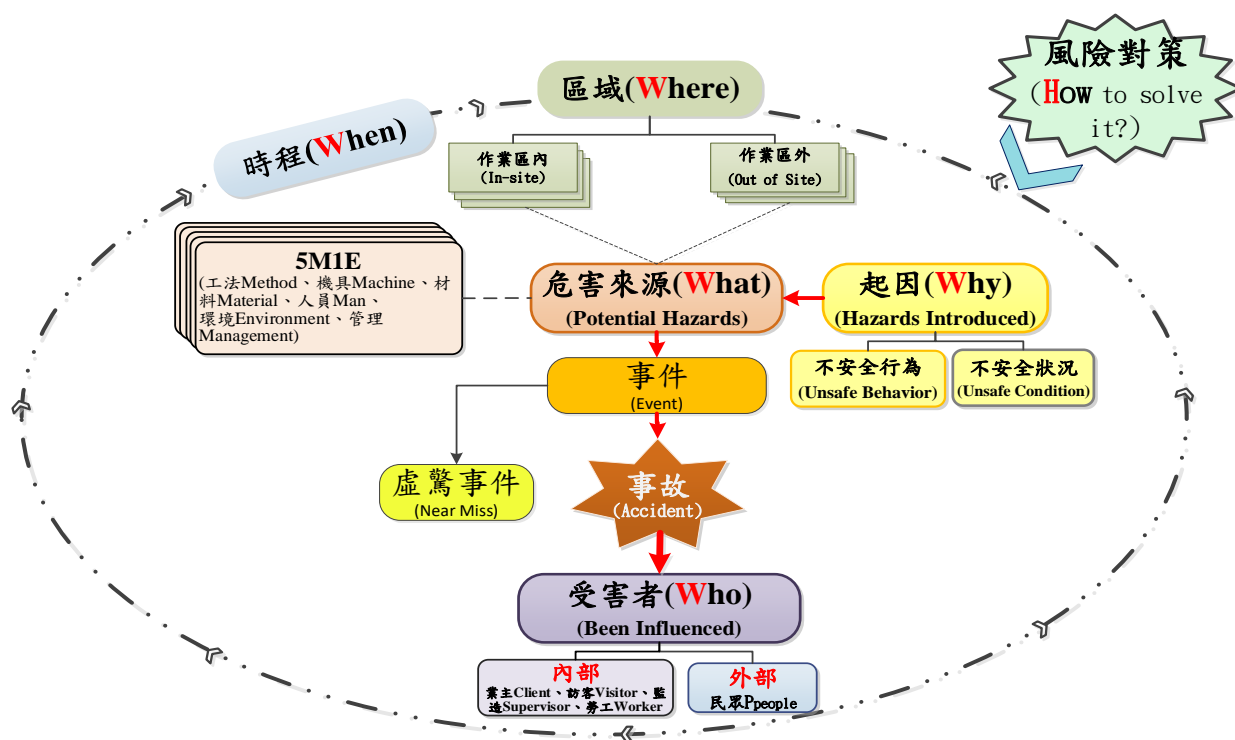 風險對策
(How to solve
it?)
區域(Where)
時程(When)
作業區內
(In-site)
作業區外
(Out of Site)
5M1E
(工法Method、機具Machine、材
料Material、人員Man、
環境Environment、管理
Management)
危害來源(What)
(Potential Hazards)
起因(Why)
(Hazards Introduced)
不安全行為
(Unsafe Behavior)
不安全狀況
(Unsafe Condition)
事件
(Event)
虛驚事件
(Near Miss)
事故
(Accident)
受害者(Who)
(Been Influenced)
內部
業主Client、訪客Visitor、監
造Supervisor、勞工Worker
外部
民眾Ppeople